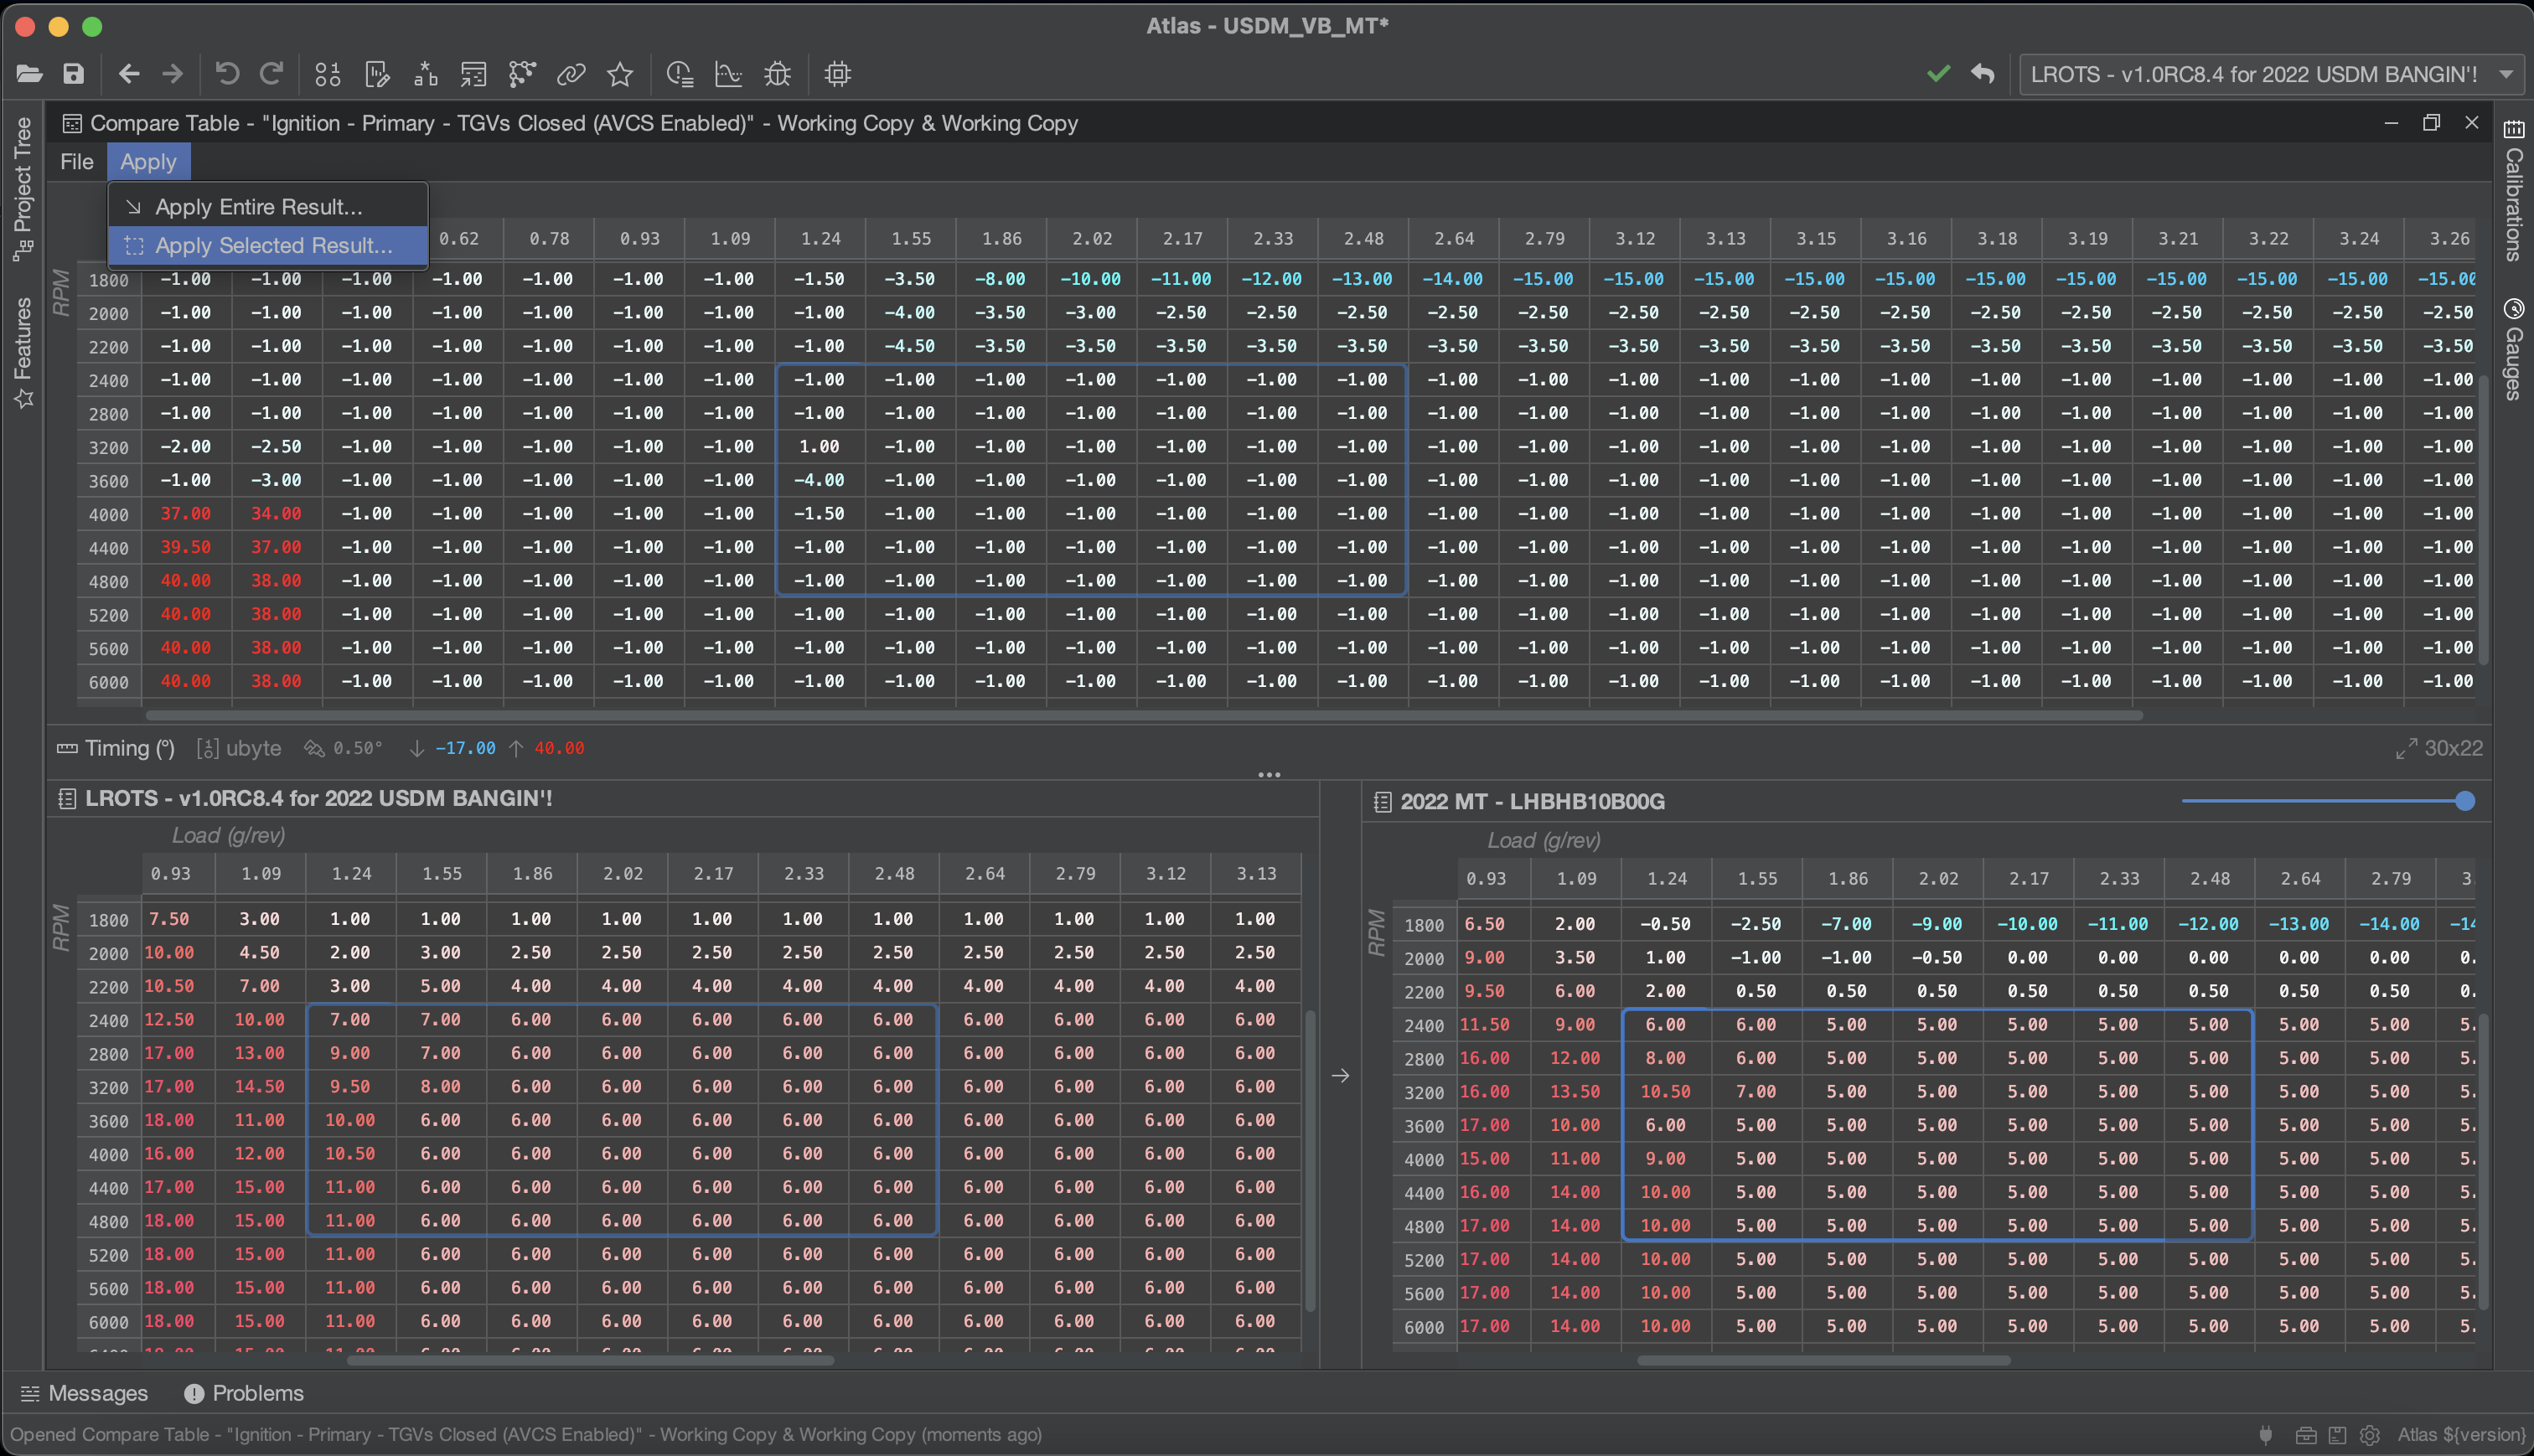 Atlas - USDM_VB_MT*
LROTS - v1.0RC8.4 for 2022 USDM BANGIN'!
Project Tree
Features
Calibrations
Gauges
Compare Table - "Ignition - Primary - TGVs Closed (AVCS Enabled)" - Working Copy & Working Copy
File Apply
Apply Entire Result...
Apply Selected Result...
0.62 0.78 0.93 1.09 1.24 1.55 1.86 2.02 2.17 2.33 2.48 2.64 2.79 3.12 3.13 3.15 3.16 3.18 3.19 3.21 3.22 3.24 3.26
RPM
1800 -1.00 -1.00 -1.00 -1.00 -1.00 -1.00 -1.00 -1.50 -3.50 -8.00 -10.00 -11.00 -12.00 -13.00 -14.00 -15.00 -15.00 -15.00 -15.00 -15.00 -15.00 -15.00 -15.00 -15.00 -15.00 -15.00
2000 -1.00 -1.00 -1.00 -1.00 -1.00 -1.00 -1.00 -1.00 -4.00 -3.50 -3.00 -2.50 -2.50 -2.50 -2.50 -2.50 -2.50 -2.50 -2.50 -2.50 -2.50 -2.50 -2.50 -2.50 -2.50 -2.50
2200 -1.00 -1.00 -1.00 -1.00 -1.00 -1.00 -1.00 -1.00 -4.50 -3.50 -3.50 -3.50 -3.50 -3.50 -3.50 -3.50 -3.50 -3.50 -3.50 -3.50 -3.50 -3.50 -3.50 -3.50 -3.50 -3.50
2400 -1.00 -1.00 -1.00 -1.00 -1.00 -1.00 -1.00 -1.00 -1.00 -1.00 -1.00 -1.00 -1.00 -1.00 -1.00 -1.00 -1.00 -1.00 -1.00 -1.00 -1.00 -1.00 -1.00 -1.00 -1.00 -1.00
2800 -1.00 -1.00 -1.00 -1.00 -1.00 -1.00 -1.00 -1.00 -1.00 -1.00 -1.00 -1.00 -1.00 -1.00 -1.00 -1.00 -1.00 -1.00 -1.00 -1.00 -1.00 -1.00 -1.00 -1.00 -1.00 -1.00
3200 -2.00 -2.50 -1.00 -1.00 -1.00 -1.00 -1.00 1.00 -1.00 -1.00 -1.00 -1.00 -1.00 -1.00 -1.00 -1.00 -1.00 -1.00 -1.00 -1.00 -1.00 -1.00 -1.00 -1.00 -1.00 -1.00
3600 -1.00 -3.00 -1.00 -1.00 -1.00 -1.00 -1.00 -4.00 -1.00 -1.00 -1.00 -1.00 -1.00 -1.00 -1.00 -1.00 -1.00 -1.00 -1.00 -1.00 -1.00 -1.00 -1.00 -1.00 -1.00 -1.00
4000 37.00 34.00 -1.00 -1.00 -1.00 -1.00 -1.00 -1.50 -1.00 -1.00 -1.00 -1.00 -1.00 -1.00 -1.00 -1.00 -1.00 -1.00 -1.00 -1.00 -1.00 -1.00 -1.00 -1.00 -1.00 -1.00
4400 39.50 37.00 -1.00 -1.00 -1.00 -1.00 -1.00 -1.00 -1.00 -1.00 -1.00 -1.00 -1.00 -1.00 -1.00 -1.00 -1.00 -1.00 -1.00 -1.00 -1.00 -1.00 -1.00 -1.00 -1.00 -1.00
4800 40.00 38.00 -1.00 -1.00 -1.00 -1.00 -1.00 -1.00 -1.00 -1.00 -1.00 -1.00 -1.00 -1.00 -1.00 -1.00 -1.00 -1.00 -1.00 -1.00 -1.00 -1.00 -1.00 -1.00 -1.00 -1.00
5200 40.00 38.00 -1.00 -1.00 -1.00 -1.00 -1.00 -1.00 -1.00 -1.00 -1.00 -1.00 -1.00 -1.00 -1.00 -1.00 -1.00 -1.00 -1.00 -1.00 -1.00 -1.00 -1.00 -1.00 -1.00 -1.00
5600 40.00 38.00 -1.00 -1.00 -1.00 -1.00 -1.00 -1.00 -1.00 -1.00 -1.00 -1.00 -1.00 -1.00 -1.00 -1.00 -1.00 -1.00 -1.00 -1.00 -1.00 -1.00 -1.00 -1.00 -1.00 -1.00
6000 40.00 38.00 -1.00 -1.00 -1.00 -1.00 -1.00 -1.00 -1.00 -1.00 -1.00 -1.00 -1.00 -1.00 -1.00 -1.00 -1.00 -1.00 -1.00 -1.00 -1.00 -1.00 -1.00 -1.00 -1.00 -1.00
Timing (°) ubyte 0.50° -17.00 40.00 30x22
LROTS - v1.0RC8.4 for 2022 USDM BANGIN'!
Load (g/rev)
0.93 1.09 1.24 1.55 1.86 2.02 2.17 2.33 2.48 2.64 2.79 3.12 3.13
RPM
1800 7.50 3.00 1.00 1.00 1.00 1.00 1.00 1.00 1.00 1.00 1.00 1.00 1.00
2000 10.00 4.50 2.00 3.00 2.50 2.50 2.50 2.50 2.50 2.50 2.50 2.50 2.50
2200 10.50 7.00 3.00 5.00 4.00 4.00 4.00 4.00 4.00 4.00 4.00 4.00 4.00
2400 12.50 10.00 7.00 7.00 6.00 6.00 6.00 6.00 6.00 6.00 6.00 6.00 6.00
2800 17.00 13.00 9.00 7.00 6.00 6.00 6.00 6.00 6.00 6.00 6.00 6.00 6.00
3200 17.00 14.50 9.50 8.00 6.00 6.00 6.00 6.00 6.00 6.00 6.00 6.00 6.00
3600 18.00 11.00 10.00 6.00 6.00 6.00 6.00 6.00 6.00 6.00 6.00 6.00 6.00
4000 16.00 12.00 10.50 6.00 6.00 6.00 6.00 6.00 6.00 6.00 6.00 6.00 6.00
4400 17.00 15.00 11.00 6.00 6.00 6.00 6.00 6.00 6.00 6.00 6.00 6.00 6.00
4800 18.00 15.00 11.00 6.00 6.00 6.00 6.00 6.00 6.00 6.00 6.00 6.00 6.00
5200 18.00 15.00 11.00 6.00 6.00 6.00 6.00 6.00 6.00 6.00 6.00 6.00 6.00
5600 18.00 15.00 11.00 6.00 6.00 6.00 6.00 6.00 6.00 6.00 6.00 6.00 6.00
6000 18.00 15.00 11.00 6.00 6.00 6.00 6.00 6.00 6.00 6.00 6.00 6.00 6.00
2022 MT - LHBHB10B00G
Load (g/rev)
0.93 1.09 1.24 1.55 1.86 2.02 2.17 2.33 2.48 2.64 2.79 3.
RPM
1800 6.50 2.00 -0.50 -2.50 -7.00 -9.00 -10.00 -11.00 -12.00 -13.00 -14.00 -14
2000 9.00 3.50 1.00 -1.00 -1.00 -0.50 0.00 0.00 0.00 0.00 0.00 0.
2200 9.50 6.00 2.00 0.50 0.50 0.50 0.50 0.50 0.50 0.50 0.50 0.
2400 11.50 9.00 6.00 6.00 5.00 5.00 5.00 5.00 5.00 5.00 5.00 5.
2800 16.00 12.00 8.00 6.00 5.00 5.00 5.00 5.00 5.00 5.00 5.00 5.
3200 16.00 13.50 10.50 7.00 5.00 5.00 5.00 5.00 5.00 5.00 5.00 5.
3600 17.00 10.00 6.00 5.00 5.00 5.00 5.00 5.00 5.00 5.00 5.00 5.
4000 15.00 11.00 9.00 5.00 5.00 5.00 5.00 5.00 5.00 5.00 5.00 5.
4400 16.00 14.00 10.00 5.00 5.00 5.00 5.00 5.00 5.00 5.00 5.00 5.
4800 17.00 14.00 10.00 5.00 5.00 5.00 5.00 5.00 5.00 5.00 5.00 5.
5200 17.00 14.00 10.00 5.00 5.00 5.00 5.00 5.00 5.00 5.00 5.00 5.
5600 17.00 14.00 10.00 5.00 5.00 5.00 5.00 5.00 5.00 5.00 5.00 5.
6000 17.00 14.00 10.00 5.00 5.00 5.00 5.00 5.00 5.00 5.00 5.00 5.
Messages Problems
Opened Compare Table - "Ignition - Primary - TGVs Closed (AVCS Enabled)" - Working Copy & Working Copy (moments ago)
Atlas ${version}